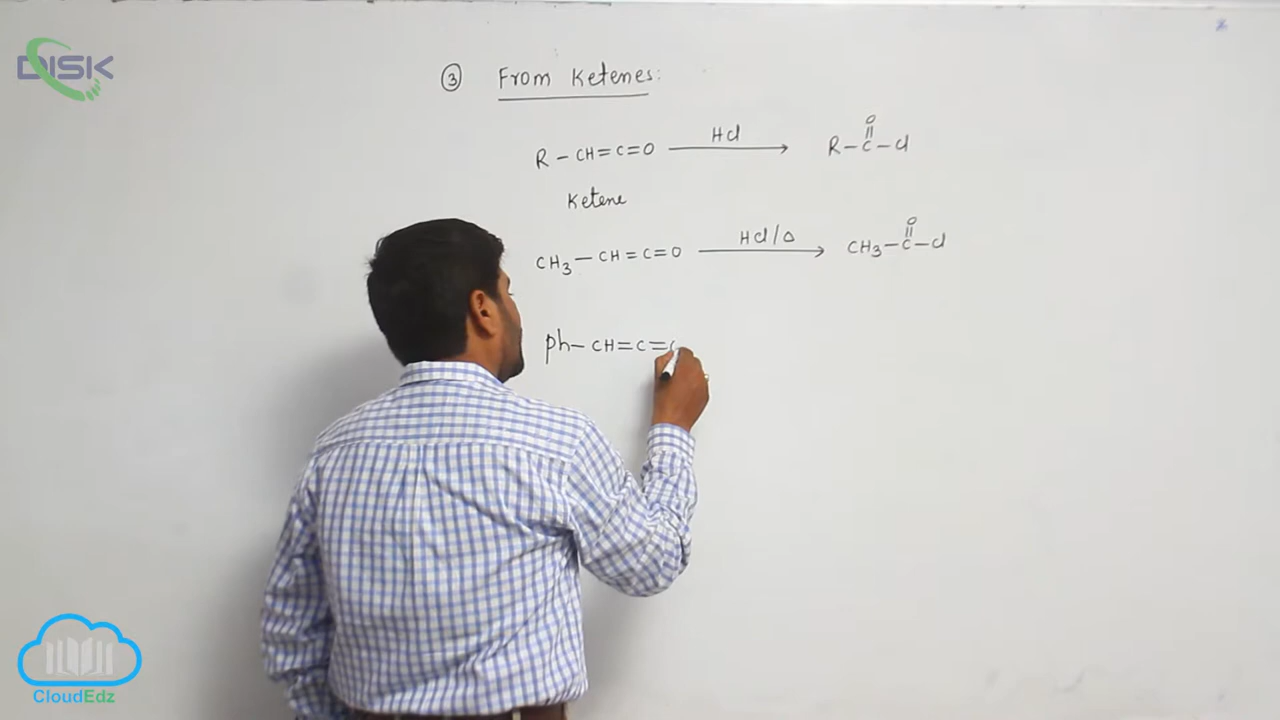 DISK
③ From Ketenes:
R – CH=C=O ⟶ HCl R–C–Cl
O
Ketene
CH3 – CH=C=O ⟶ HCl/Δ CH3–C–Cl
O
ph– CH=C=
CloudEdz